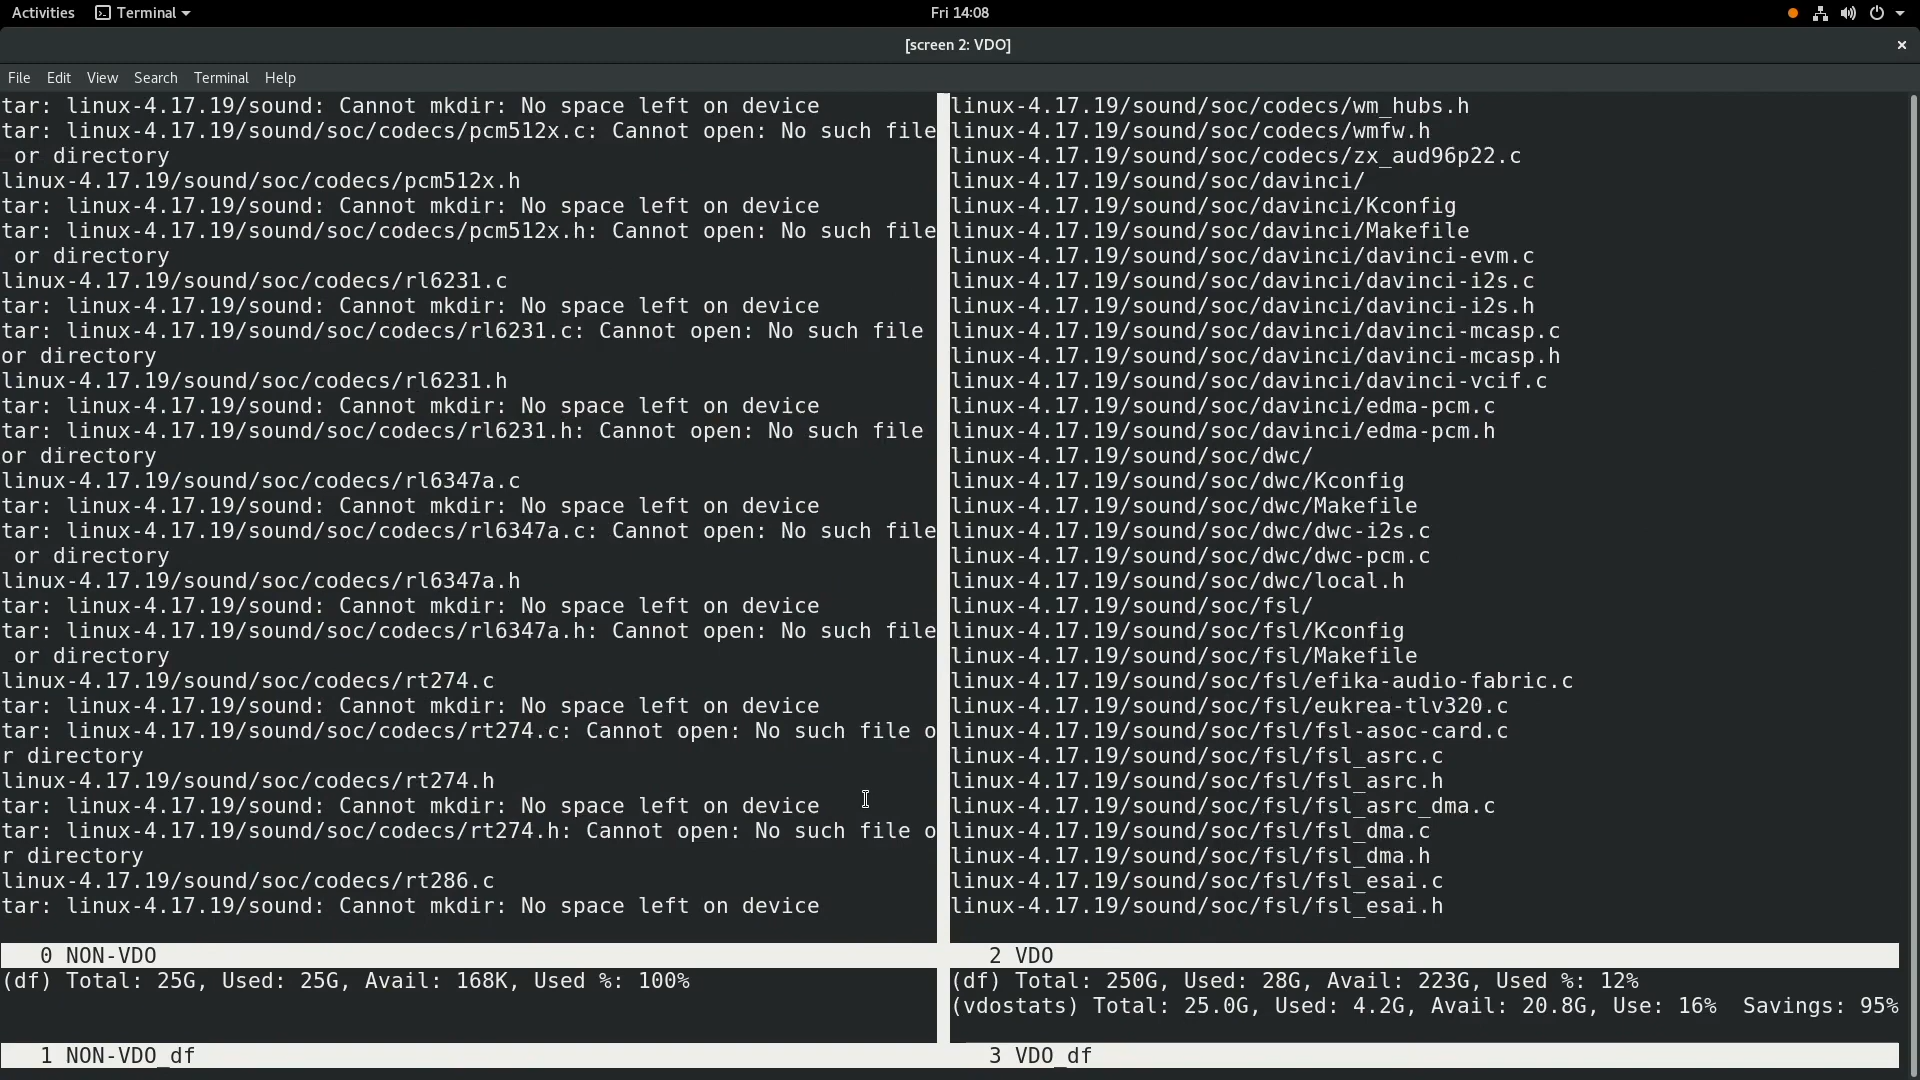 Activities Terminal Fri 14:08
[screen 2: VDO]
File Edit View Search Terminal Help
tar: linux-4.17.19/sound: Cannot mkdir: No space left on device
tar: linux-4.17.19/sound/soc/codecs/pcm512x.c: Cannot open: No such file
 or directory
linux-4.17.19/sound/soc/codecs/pcm512x.h
tar: linux-4.17.19/sound: Cannot mkdir: No space left on device
tar: linux-4.17.19/sound/soc/codecs/pcm512x.h: Cannot open: No such file
 or directory
linux-4.17.19/sound/soc/codecs/rl6231.c
tar: linux-4.17.19/sound: Cannot mkdir: No space left on device
tar: linux-4.17.19/sound/soc/codecs/rl6231.c: Cannot open: No such file
or directory
linux-4.17.19/sound/soc/codecs/rl6231.h
tar: linux-4.17.19/sound: Cannot mkdir: No space left on device
tar: linux-4.17.19/sound/soc/codecs/rl6231.h: Cannot open: No such file
or directory
linux-4.17.19/sound/soc/codecs/rl6347a.c
tar: linux-4.17.19/sound: Cannot mkdir: No space left on device
tar: linux-4.17.19/sound/soc/codecs/rl6347a.c: Cannot open: No such file
 or directory
linux-4.17.19/sound/soc/codecs/rl6347a.h
tar: linux-4.17.19/sound: Cannot mkdir: No space left on device
tar: linux-4.17.19/sound/soc/codecs/rl6347a.h: Cannot open: No such file
 or directory
linux-4.17.19/sound/soc/codecs/rt274.c
tar: linux-4.17.19/sound: Cannot mkdir: No space left on device
tar: linux-4.17.19/sound/soc/codecs/rt274.c: Cannot open: No such file o
r directory
linux-4.17.19/sound/soc/codecs/rt274.h
tar: linux-4.17.19/sound: Cannot mkdir: No space left on device
tar: linux-4.17.19/sound/soc/codecs/rt274.h: Cannot open: No such file o
r directory
linux-4.17.19/sound/soc/codecs/rt286.c
tar: linux-4.17.19/sound: Cannot mkdir: No space left on device
0 NON-VDO
(df) Total: 25G, Used: 25G, Avail: 168K, Used %: 100%
1 NON-VDO_df
linux-4.17.19/sound/soc/codecs/wm_hubs.h
linux-4.17.19/sound/soc/codecs/wmfw.h
linux-4.17.19/sound/soc/codecs/zx_aud96p22.c
linux-4.17.19/sound/soc/davinci/
linux-4.17.19/sound/soc/davinci/Kconfig
linux-4.17.19/sound/soc/davinci/Makefile
linux-4.17.19/sound/soc/davinci/davinci-evm.c
linux-4.17.19/sound/soc/davinci/davinci-i2s.c
linux-4.17.19/sound/soc/davinci/davinci-i2s.h
linux-4.17.19/sound/soc/davinci/davinci-mcasp.c
linux-4.17.19/sound/soc/davinci/davinci-mcasp.h
linux-4.17.19/sound/soc/davinci/davinci-vcif.c
linux-4.17.19/sound/soc/davinci/edma-pcm.c
linux-4.17.19/sound/soc/davinci/edma-pcm.h
linux-4.17.19/sound/soc/dwc/
linux-4.17.19/sound/soc/dwc/Kconfig
linux-4.17.19/sound/soc/dwc/Makefile
linux-4.17.19/sound/soc/dwc/dwc-i2s.c
linux-4.17.19/sound/soc/dwc/dwc-pcm.c
linux-4.17.19/sound/soc/dwc/local.h
linux-4.17.19/sound/soc/fsl/
linux-4.17.19/sound/soc/fsl/Kconfig
linux-4.17.19/sound/soc/fsl/Makefile
linux-4.17.19/sound/soc/fsl/efika-audio-fabric.c
linux-4.17.19/sound/soc/fsl/eukrea-tlv320.c
linux-4.17.19/sound/soc/fsl/fsl-asoc-card.c
linux-4.17.19/sound/soc/fsl/fsl_asrc.c
linux-4.17.19/sound/soc/fsl/fsl_asrc.h
linux-4.17.19/sound/soc/fsl/fsl_asrc_dma.c
linux-4.17.19/sound/soc/fsl/fsl_dma.c
linux-4.17.19/sound/soc/fsl/fsl_dma.h
linux-4.17.19/sound/soc/fsl/fsl_esai.c
linux-4.17.19/sound/soc/fsl/fsl_esai.h
2 VDO
(df) Total: 250G, Used: 28G, Avail: 223G, Used %: 12%
(vdostats) Total: 25.0G, Used: 4.2G, Avail: 20.8G, Use: 16%  Savings: 95%
3 VDO_df